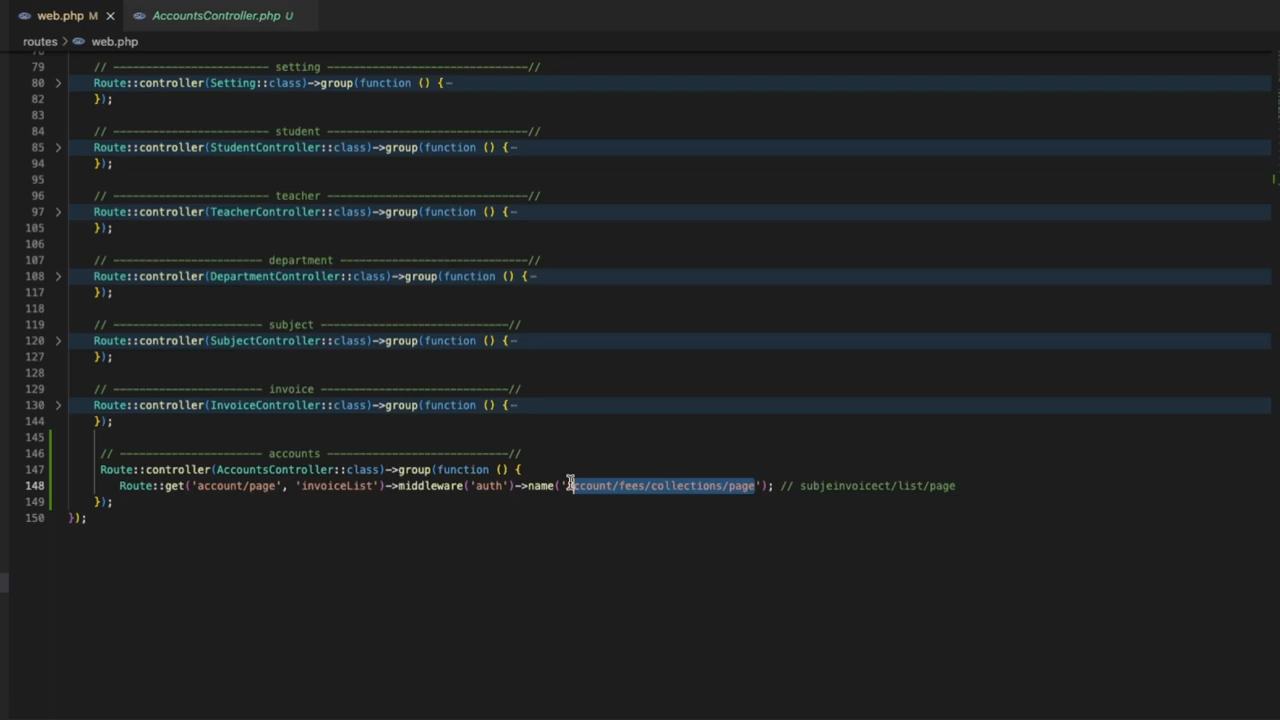 web.php M × AccountsController.php U
routes > web.php
79 // ------------------------ setting --------------------------------//
80 Route::controller(Setting::class)->group(function () {
82 });
83
84 // ------------------------ student --------------------------------//
85 Route::controller(StudentController::class)->group(function () {
94 });
95
96 // ------------------------ teacher --------------------------------//
97 Route::controller(TeacherController::class)->group(function () {
105 });
106
107 // ----------------------- department ------------------------------//
108 Route::controller(DepartmentController::class)->group(function () {
117 });
118
119 // ----------------------- subject -----------------------------//
120 Route::controller(SubjectController::class)->group(function () {
127 });
128
129 // ----------------------- invoice -----------------------------//
130 Route::controller(InvoiceController::class)->group(function () {
144 });
145
146 // ---------------------- accounts ----------------------------//
147 Route::controller(AccountsController::class)->group(function () {
148 Route::get('account/page', 'invoiceList')->middleware('auth')->name('account/fees/collections/page'); // subjeinvoicect/list/page
149 });
150 });